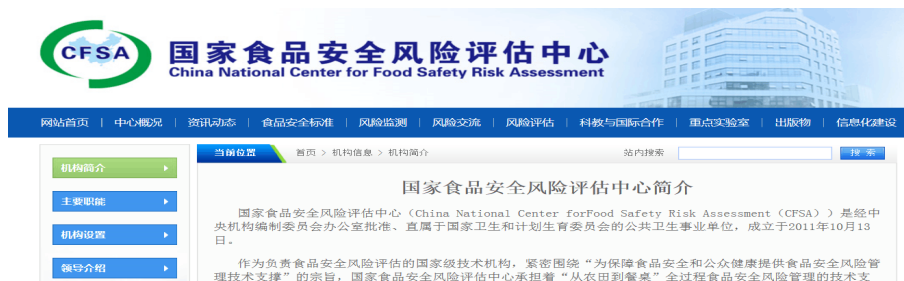 CFSA
国家食品安全风险评估中心
China National Center for Food Safety Risk Assessment
网站首页 | 中心概况 | 资讯动态 | 食品安全标准 | 风险监测 | 风险交流 | 风险评估 | 科教与国际合作 | 重点实验室 | 出版物 | 信息化建设
当前位置 首页 > 机构信息 > 机构简介 站内搜索 搜 索
机构简介
主要职能
机构设置
领导介绍
国家食品安全风险评估中心简介
国家食品安全风险评估中心（China National Center forFood Safety Risk Assessment（CFSA））是经中
央机构编制委员会办公室批准、直属于国家卫生和计划生育委员会的公共卫生事业单位，成立于2011年10月13
日。
作为负责食品安全风险评估的国家级技术机构，紧密围绕“为保障食品安全和公众健康提供食品安全风险管
理技术支撑”的宗旨，国家食品安全风险评估中心承担着“从农田到餐桌”全过程食品安全风险管理的技术支